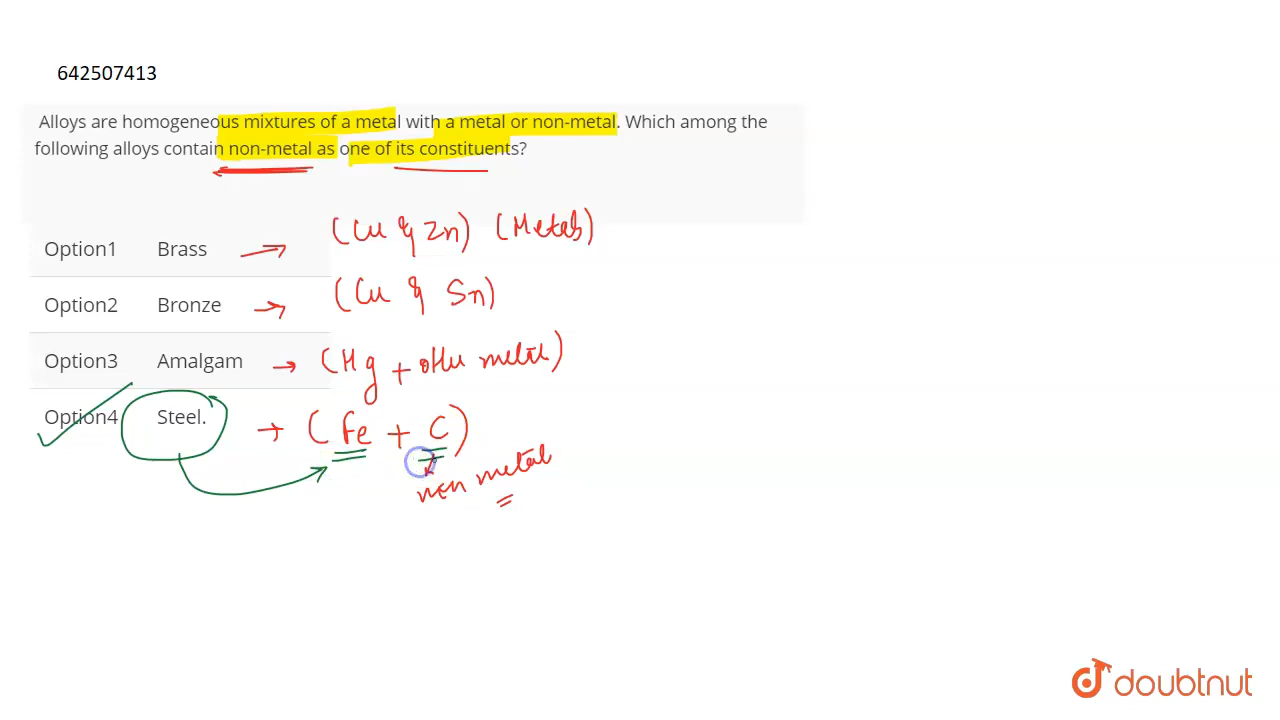 642507413
Alloys are homogeneous mixtures of a metal with a metal or non-metal. Which among the
following alloys contain non-metal as one of its constituents?
Option1 Brass → (Cu & Zn) (Metals)
Option2 Bronze → (Cu & Sn)
Option3 Amalgam → (Hg + other metal)
Option4 Steel. → (Fe + C)
non metal
doubtnut